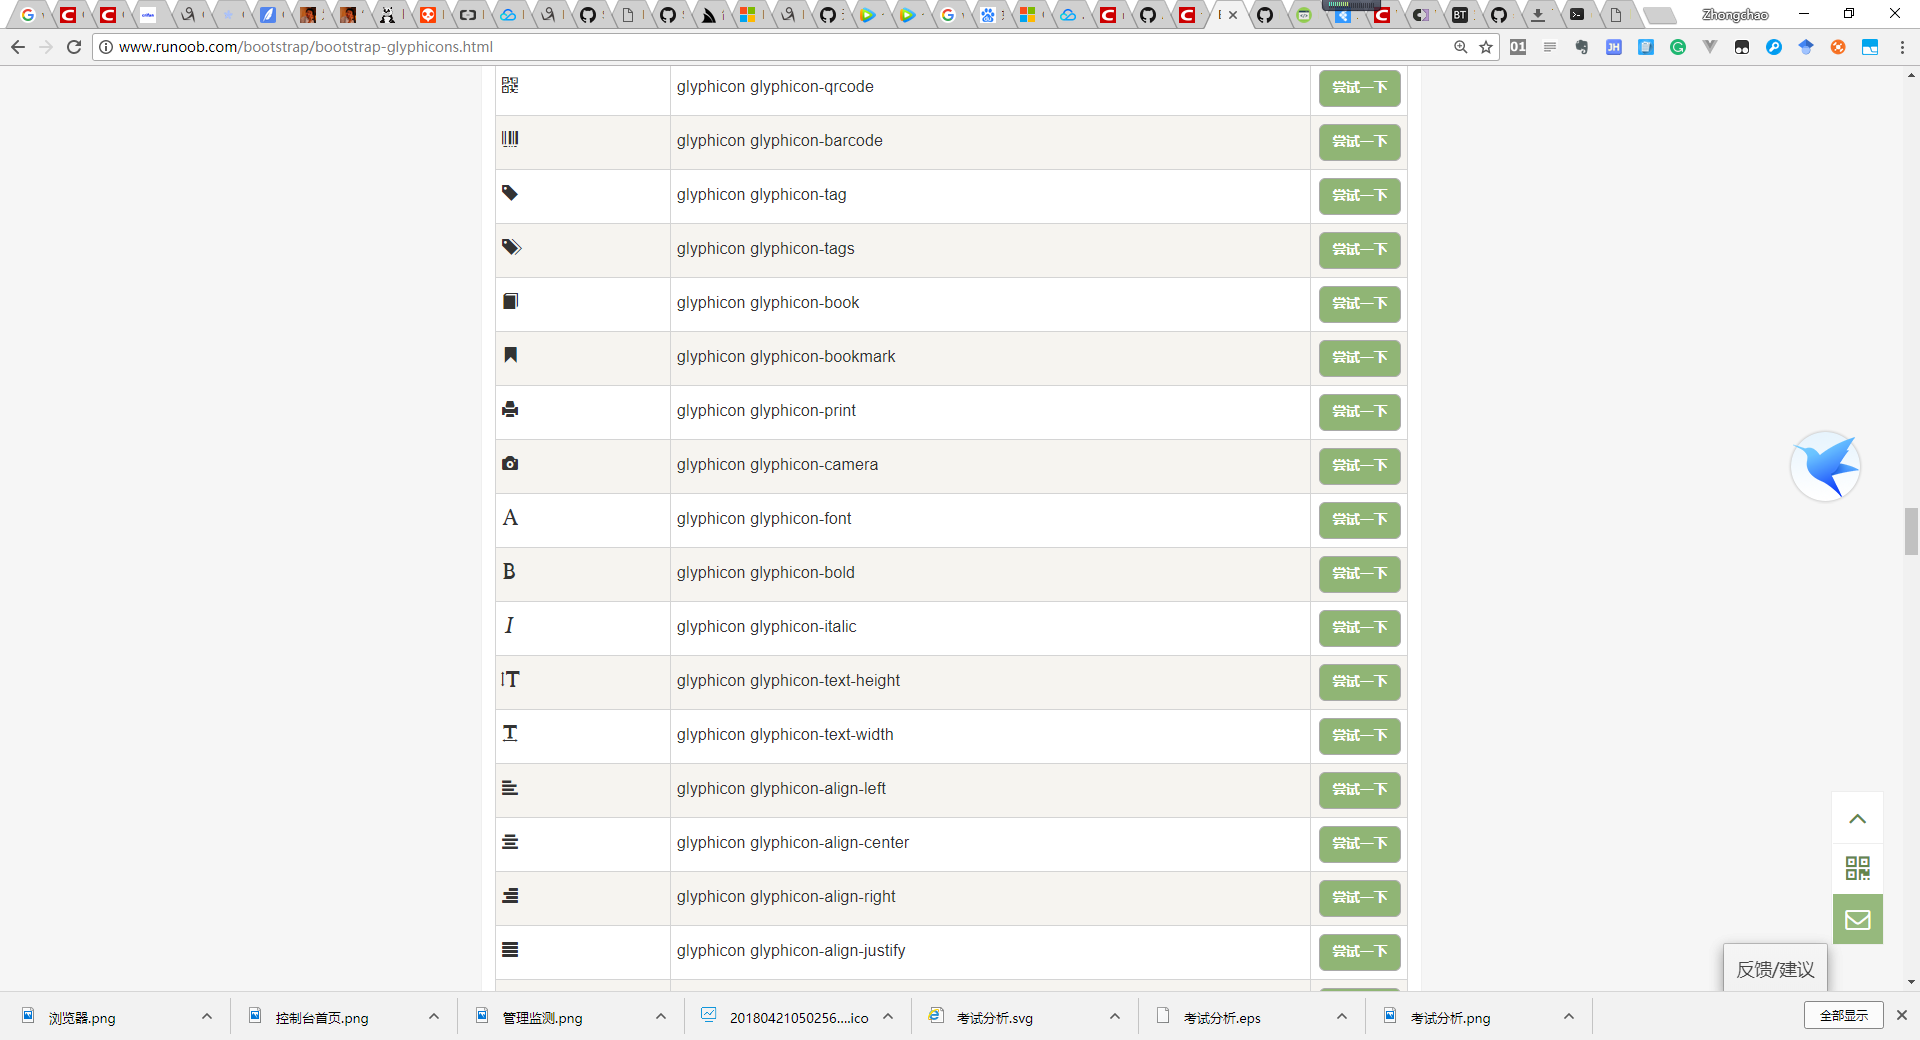 Zhongchao
www.runoob.com/bootstrap/bootstrap-glyphicons.html
glyphicon glyphicon-qrcode 尝试一下
glyphicon glyphicon-barcode 尝试一下
glyphicon glyphicon-tag 尝试一下
glyphicon glyphicon-tags 尝试一下
glyphicon glyphicon-book 尝试一下
glyphicon glyphicon-bookmark 尝试一下
glyphicon glyphicon-print 尝试一下
glyphicon glyphicon-camera 尝试一下
A glyphicon glyphicon-font 尝试一下
B glyphicon glyphicon-bold 尝试一下
I glyphicon glyphicon-italic 尝试一下
T glyphicon glyphicon-text-height 尝试一下
T glyphicon glyphicon-text-width 尝试一下
glyphicon glyphicon-align-left 尝试一下
glyphicon glyphicon-align-center 尝试一下
glyphicon glyphicon-align-right 尝试一下
glyphicon glyphicon-align-justify 尝试一下
反馈/建议
浏览器.png 控制台首页.png 管理监测.png 20180421050256....ico 考试分析.svg 考试分析.eps 考试分析.png 全部显示